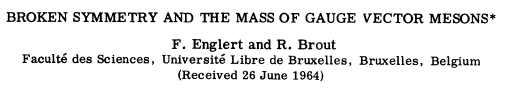 BROKEN SYMMETRY AND THE MASS OF GAUGE VECTOR MESONS*
F. Englert and R. Brout
Faculté des Sciences, Université Libre de Bruxelles, Bruxelles, Belgium
(Received 26 June 1964)